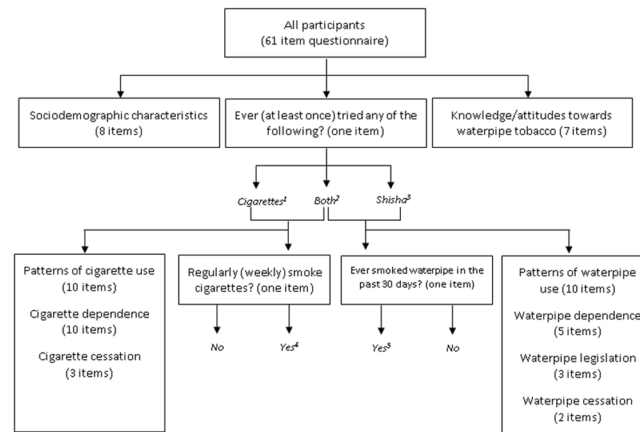 All participants
(61 item questionnaire)
Sociodemographic characteristics
(8 items)
Ever (at least once) tried any of the
following? (one item)
Knowledge/attitudes towards
waterpipe tobacco (7 items)
Cigarettes¹
Both²
Shisha³
Patterns of cigarette use
(10 items)
Cigarette dependence
(10 items)
Cigarette cessation
(3 items)
Regularly (weekly) smoke
cigarettes? (one item)
No
Yes⁴
Ever smoked waterpipe in the
past 30 days? (one item)
Yes⁵
No
Patterns of waterpipe
use (10 items)
Waterpipe dependence
(5 items)
Waterpipe legislation
(3 items)
Waterpipe cessation
(2 items)